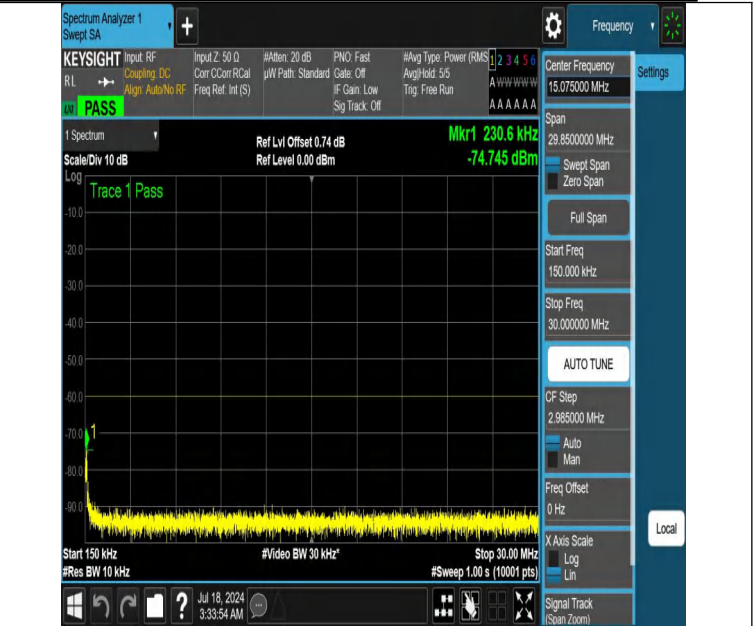 Spectrum Analyzer 1
Swept SA
+
Frequency
KEYSIGHT
Input: RF
Coupling: DC
Align: Auto/No RF
Input Z: 50 Ω
Corr CCorr RCal
Freq Ref: Int (S)
#Atten: 20 dB
µW Path: Standard
PNO: Fast
Gate: Off
IF Gain: Low
Sig Track: Off
#Avg Type: Power (RMS
Avg|Hold: 5/5
Trig: Free Run
1 2 3 4 5 6
A W W W W W
A A A A A A
R L
PASS
1 Spectrum
Scale/Div 10 dB
Ref Lvl Offset 0.74 dB
Ref Level 0.00 dBm
Mkr1 230.6 kHz
-74.745 dBm
Log
Trace 1 Pass
-10.0
-20.0
-30.0
-40.0
-50.0
-60.0
-70.0
1
-80.0
-90.0
Start 150 kHz
#Res BW 10 kHz
#Video BW 30 kHz*
Stop 30.00 MHz
#Sweep 1.00 s (10001 pts)
?
Jul 18, 2024
3:33:54 AM
Center Frequency
15.075000 MHz
Settings
Span
29.8500000 MHz
Swept Span
Zero Span
Full Span
Start Freq
150.000 kHz
Stop Freq
30.000000 MHz
AUTO TUNE
CF Step
2.985000 MHz
Auto
Man
Freq Offset
0 Hz
X Axis Scale
Log
Lin
Local
Signal Track
(Span Zoom)